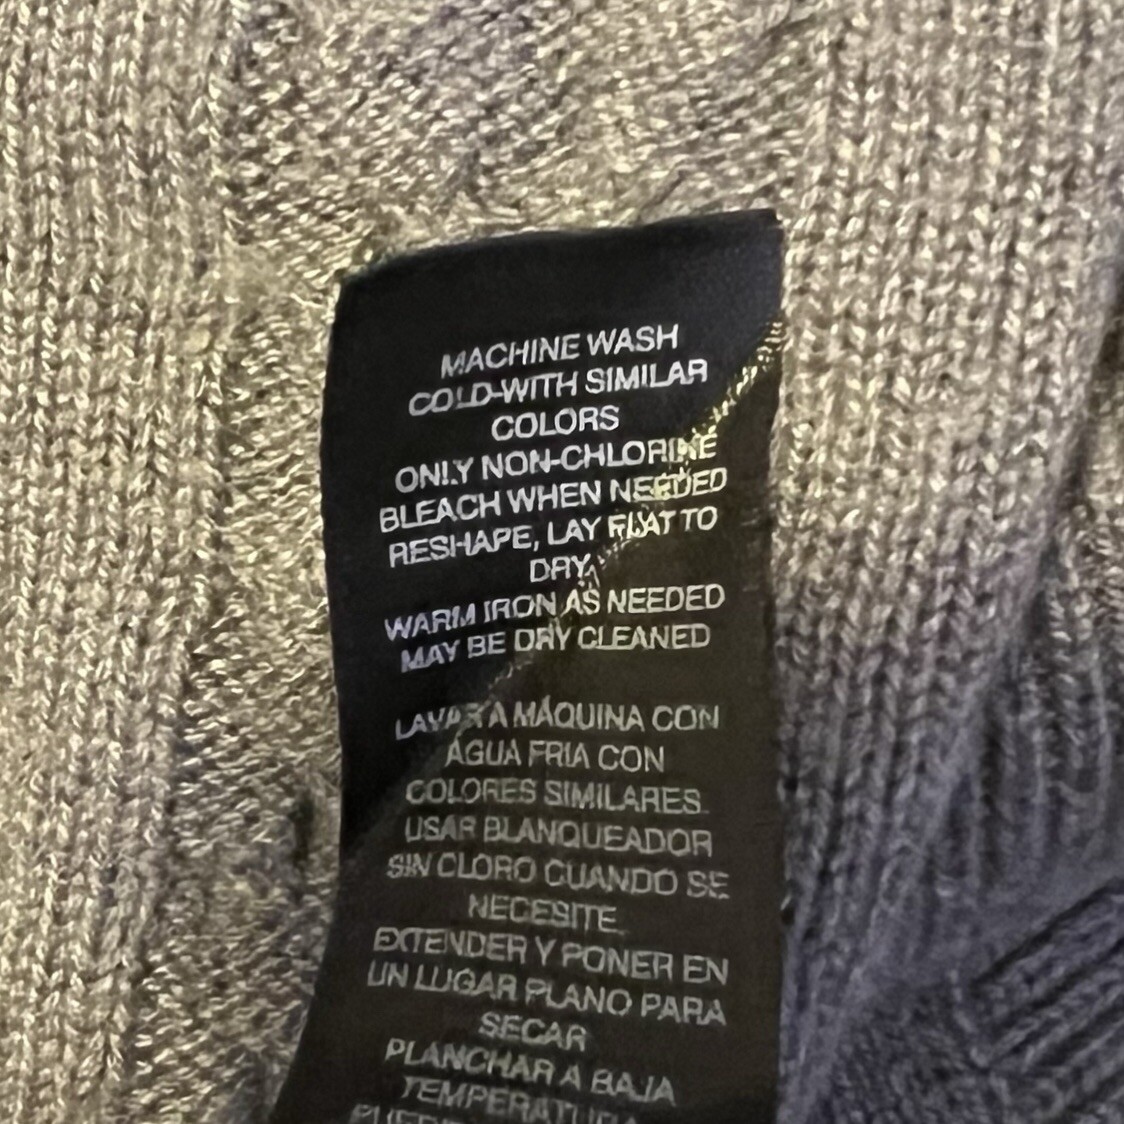 MACHINE WASH
COLD-WITH SIMILAR
COLORS
ONLY NON-CHLORINE
BLEACH WHEN NEEDED
RESHAPE, LAY FLAT TO
DRY.
WARM IRON AS NEEDED
MAY BE DRY CLEANED
LAVAR A MÁQUINA CON
AGUA FRIA CON
COLORES SIMILARES.
USAR BLANQUEADOR
SIN CLORO CUANDO SE
NECESITE.
EXTENDER Y PONER EN
UN LUGAR PLANO PARA
SECAR
PLANCHAR A BAJA
TEMPERATURA